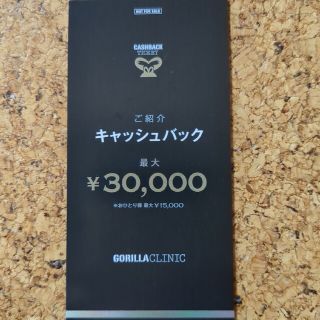 NOT FOR SALE
CASHBACK
TICKET
ご紹介
キャッシュバック
最大
¥30,000
※おひとり様 最大¥15,000
GORILLACLINIC